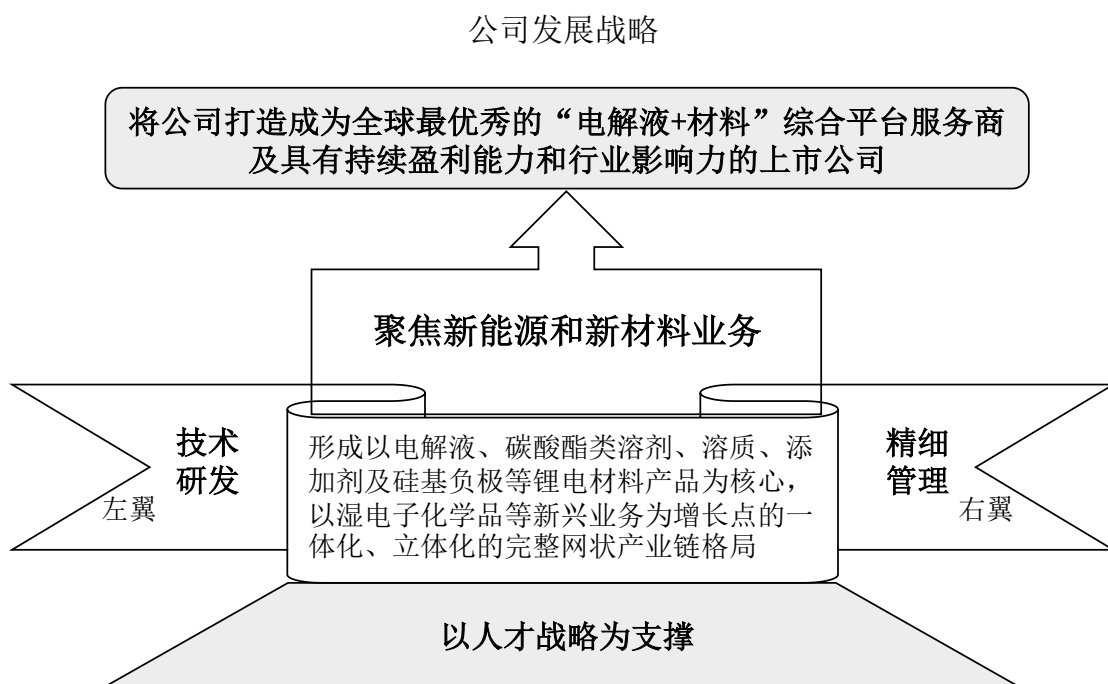 公司发展战略
将公司打造成为全球最优秀的“电解液+材料”综合平台服务商
及具有持续盈利能力和行业影响力的上市公司
聚焦新能源和新材料业务
技术
研发
左翼
形成以电解液、碳酸酯类溶剂、溶质、添
加剂及硅基负极等锂电材料产品为核心，
以湿电子化学品等新兴业务为增长点的一
体化、立体化的完整网状产业链格局
精细
管理
右翼
以人才战略为支撑